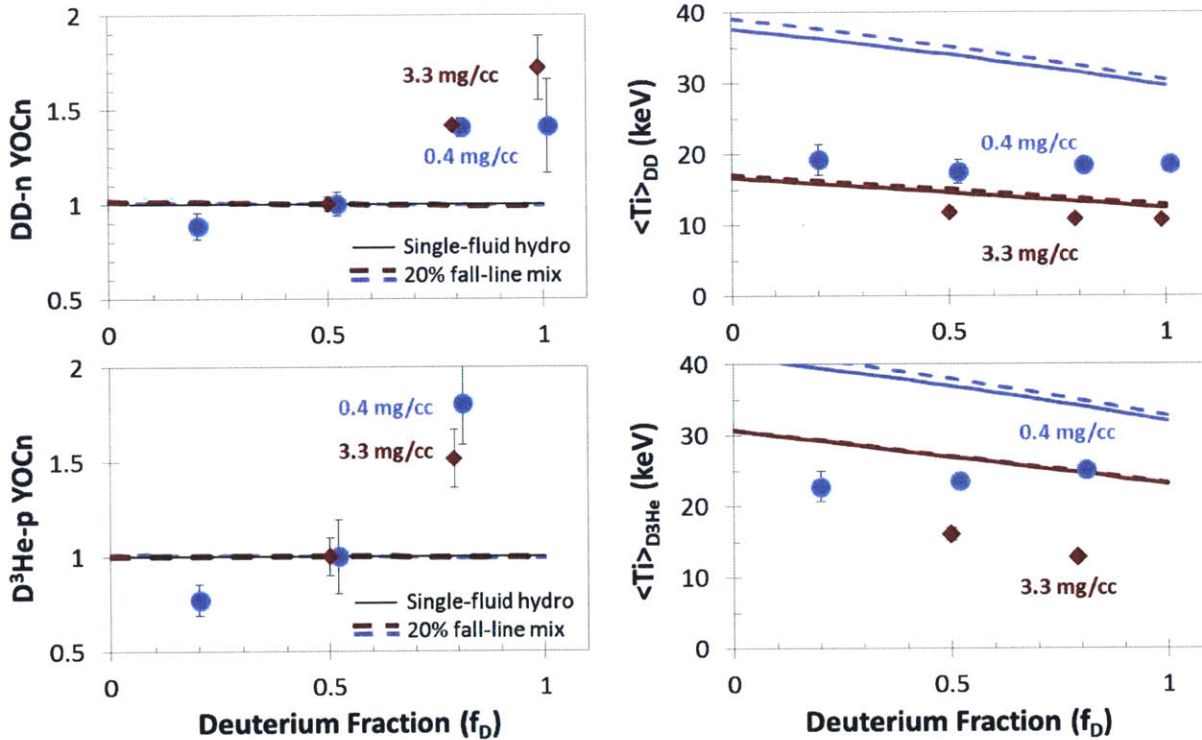 2
1.5
1
0.5
DD-n YOCn
3.3 mg/cc
0.4 mg/cc
Single-fluid hydro
20% fall-line mix
0
0.5
1
40
30
20
10
0
<Ti>DD (keV)
0.4 mg/cc
3.3 mg/cc
0
0.5
1
2
1.5
1
0.5
D³He-p YOCn
0.4 mg/cc
3.3 mg/cc
Single-fluid hydro
20% fall-line mix
0
0.5
1
Deuterium Fraction (fD)
40
30
20
10
0
<Ti>D3He (keV)
0.4 mg/cc
3.3 mg/cc
0
0.5
1
Deuterium Fraction (fD)